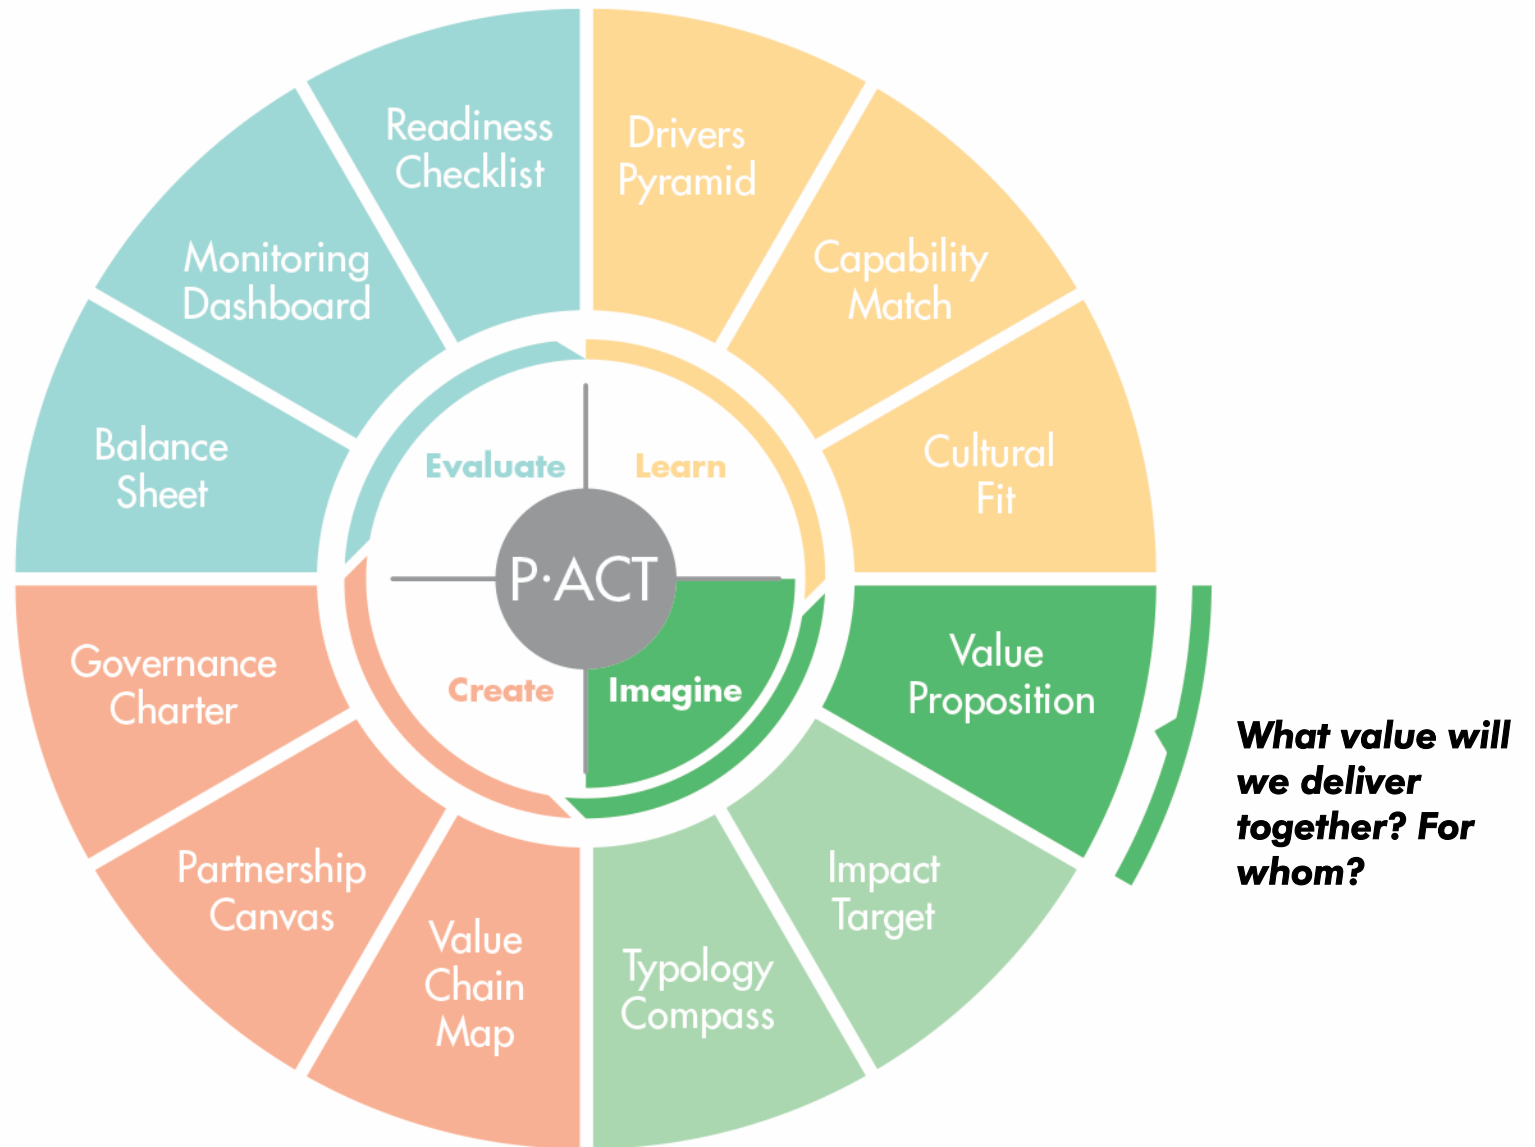 Readiness
Checklist
Drivers
Pyramid
Monitoring
Dashboard
Capability
Match
Balance
Sheet
Cultural
Fit
Evaluate
Learn
P·ACT
Create
Imagine
Governance
Charter
Value
Proposition
Partnership
Canvas
Impact
Target
Value
Chain
Map
Typology
Compass
What value will
we deliver
together? For
whom?